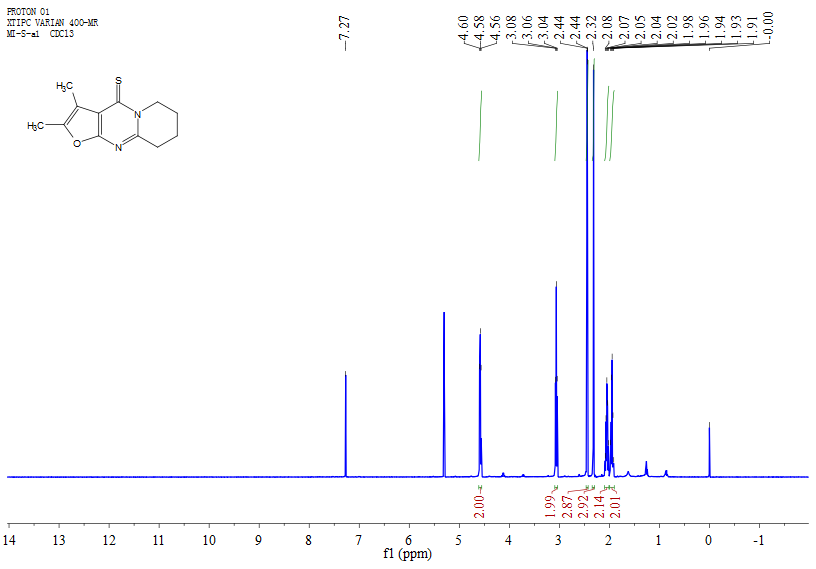 PROTON 01
XTIPC VARIAN 400-MR
MI-S-a1 CDCl3
7.27
4.60
4.58
4.56
3.08
3.06
3.04
2.44
2.44
2.32
2.08
2.07
2.05
2.04
2.02
1.98
1.96
1.94
1.93
1.91
-0.00
S
H3C
H3C
N
O
N
2.00
1.99
2.87
2.92
2.14
2.01
14 13 12 11 10 9 8 7 6 5 4 3 2 1 0 -1
f1 (ppm)